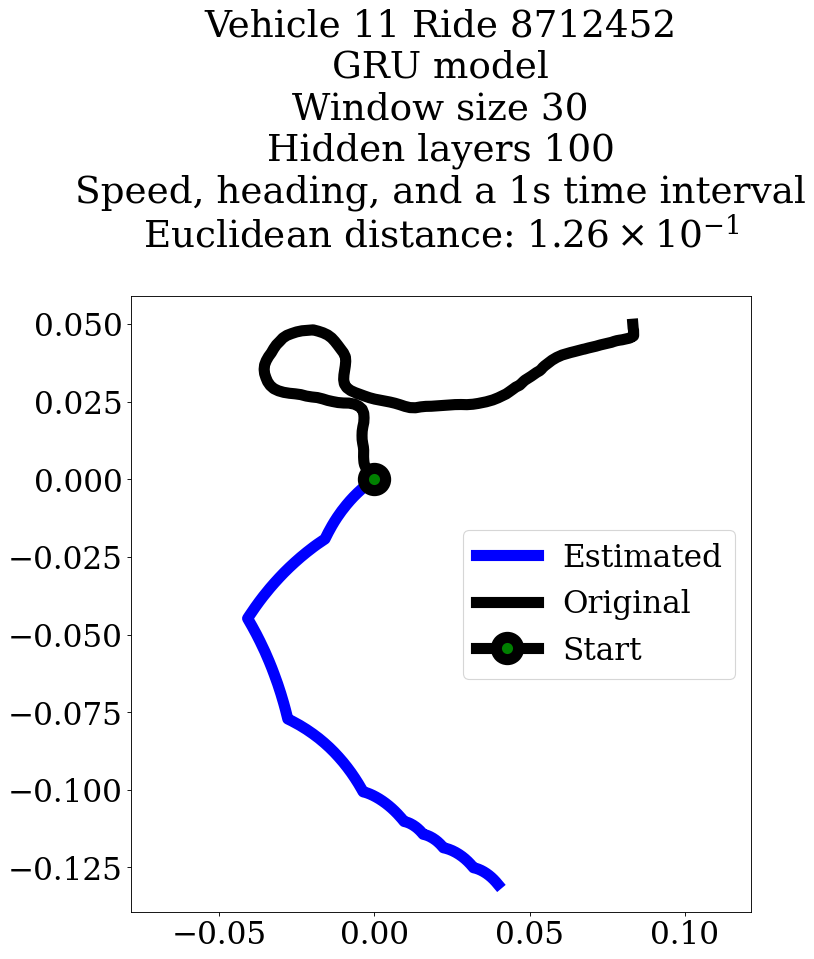 Vehicle 11 Ride 8712452
GRU model
Window size 30
Hidden layers 100
Speed, heading, and a 1s time interval
Euclidean distance: 1.26 × 10⁻¹
0.050
0.025
0.000
−0.025
−0.050
−0.075
−0.100
−0.125
Estimated
Original
Start
−0.05 0.00 0.05 0.10